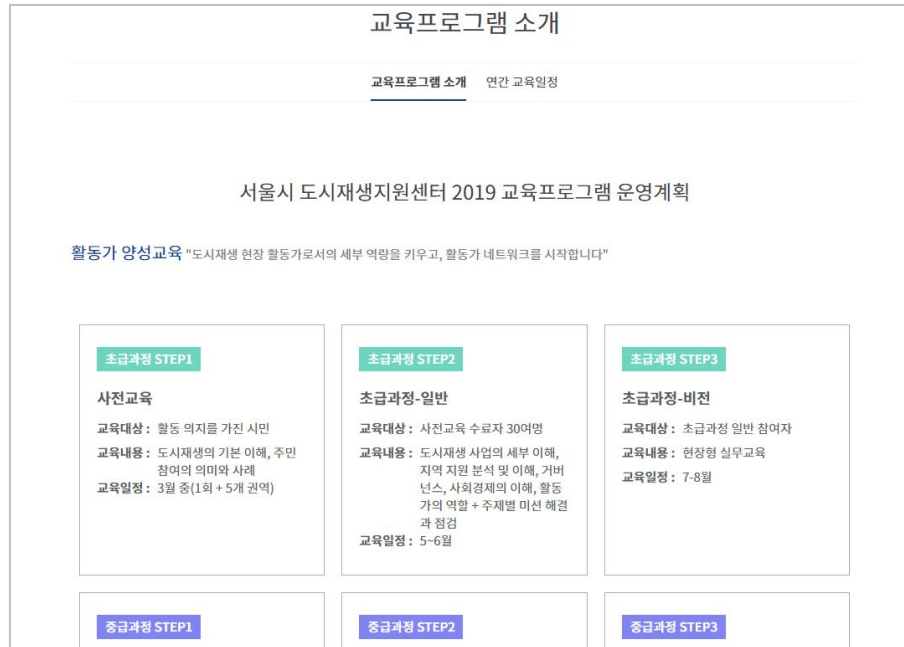 교육프로그램 소개
교육프로그램 소개 연간 교육일정
서울시 도시재생지원센터 2019 교육프로그램 운영계획
활동가 양성교육 "도시재생 현장 활동가로서의 세부 역량을 키우고, 활동가 네트워크를 시작합니다"
초급과정 STEP1
사전교육
교육대상 : 활동 의지를 가진 시민
교육내용 : 도시재생의 기본 이해, 주민
참여의 의미와 사례
교육일정 : 3월 중(1회 + 5개 권역)
초급과정 STEP2
초급과정-일반
교육대상 : 사전교육 수료자 30여명
교육내용 : 도시재생 사업의 세부 이해,
지역 지원 분석 및 이해, 거버
넌스, 사회경제의 이해, 활동
가의 역할 + 주제별 미션 해결
과 점검
교육일정 : 5~6월
초급과정 STEP3
초급과정-비전
교육대상 : 초급과정 일반 참여자
교육내용 : 현장형 실무교육
교육일정 : 7-8월
중급과정 STEP1
중급과정 STEP2
중급과정 STEP3